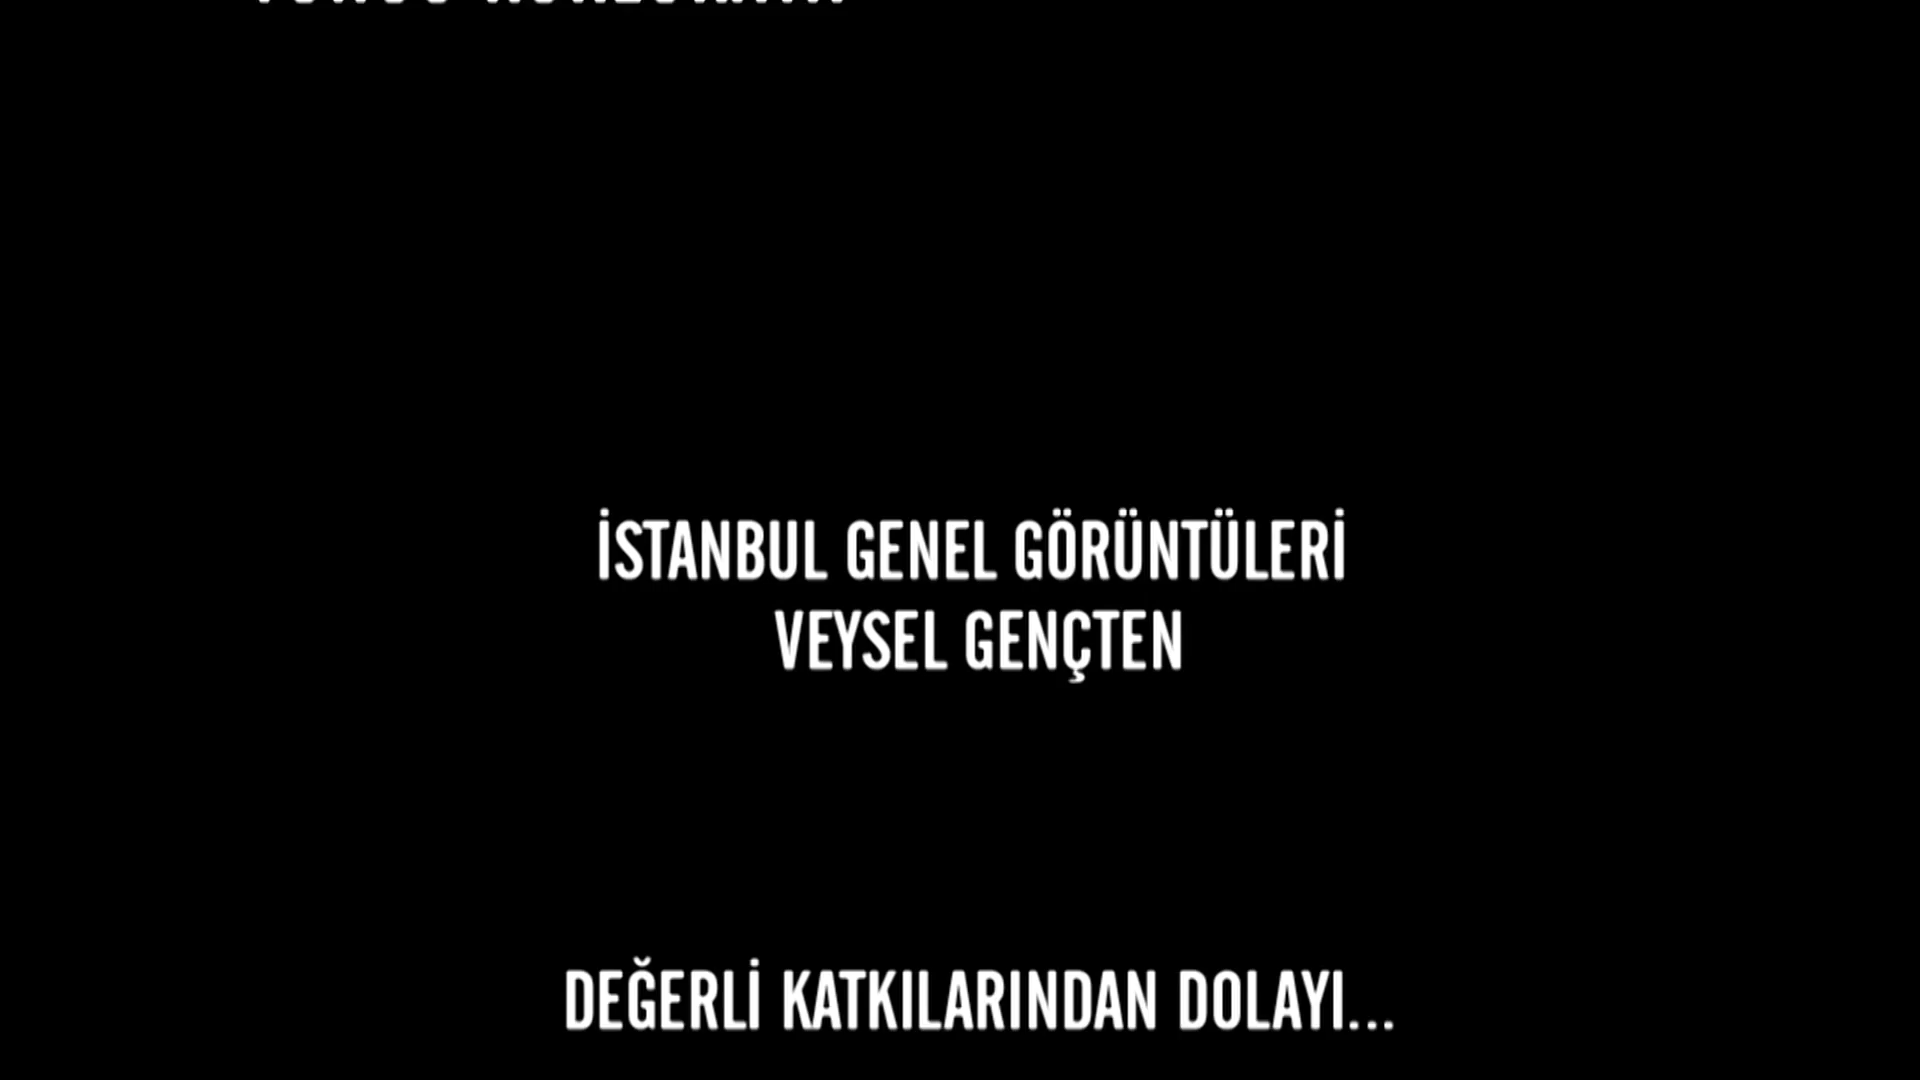 İSTANBUL GENEL GÖRÜNTÜLERİ
VEYSEL GENÇTEN
DEĞERLİ KATKILARINDAN DOLAYI...